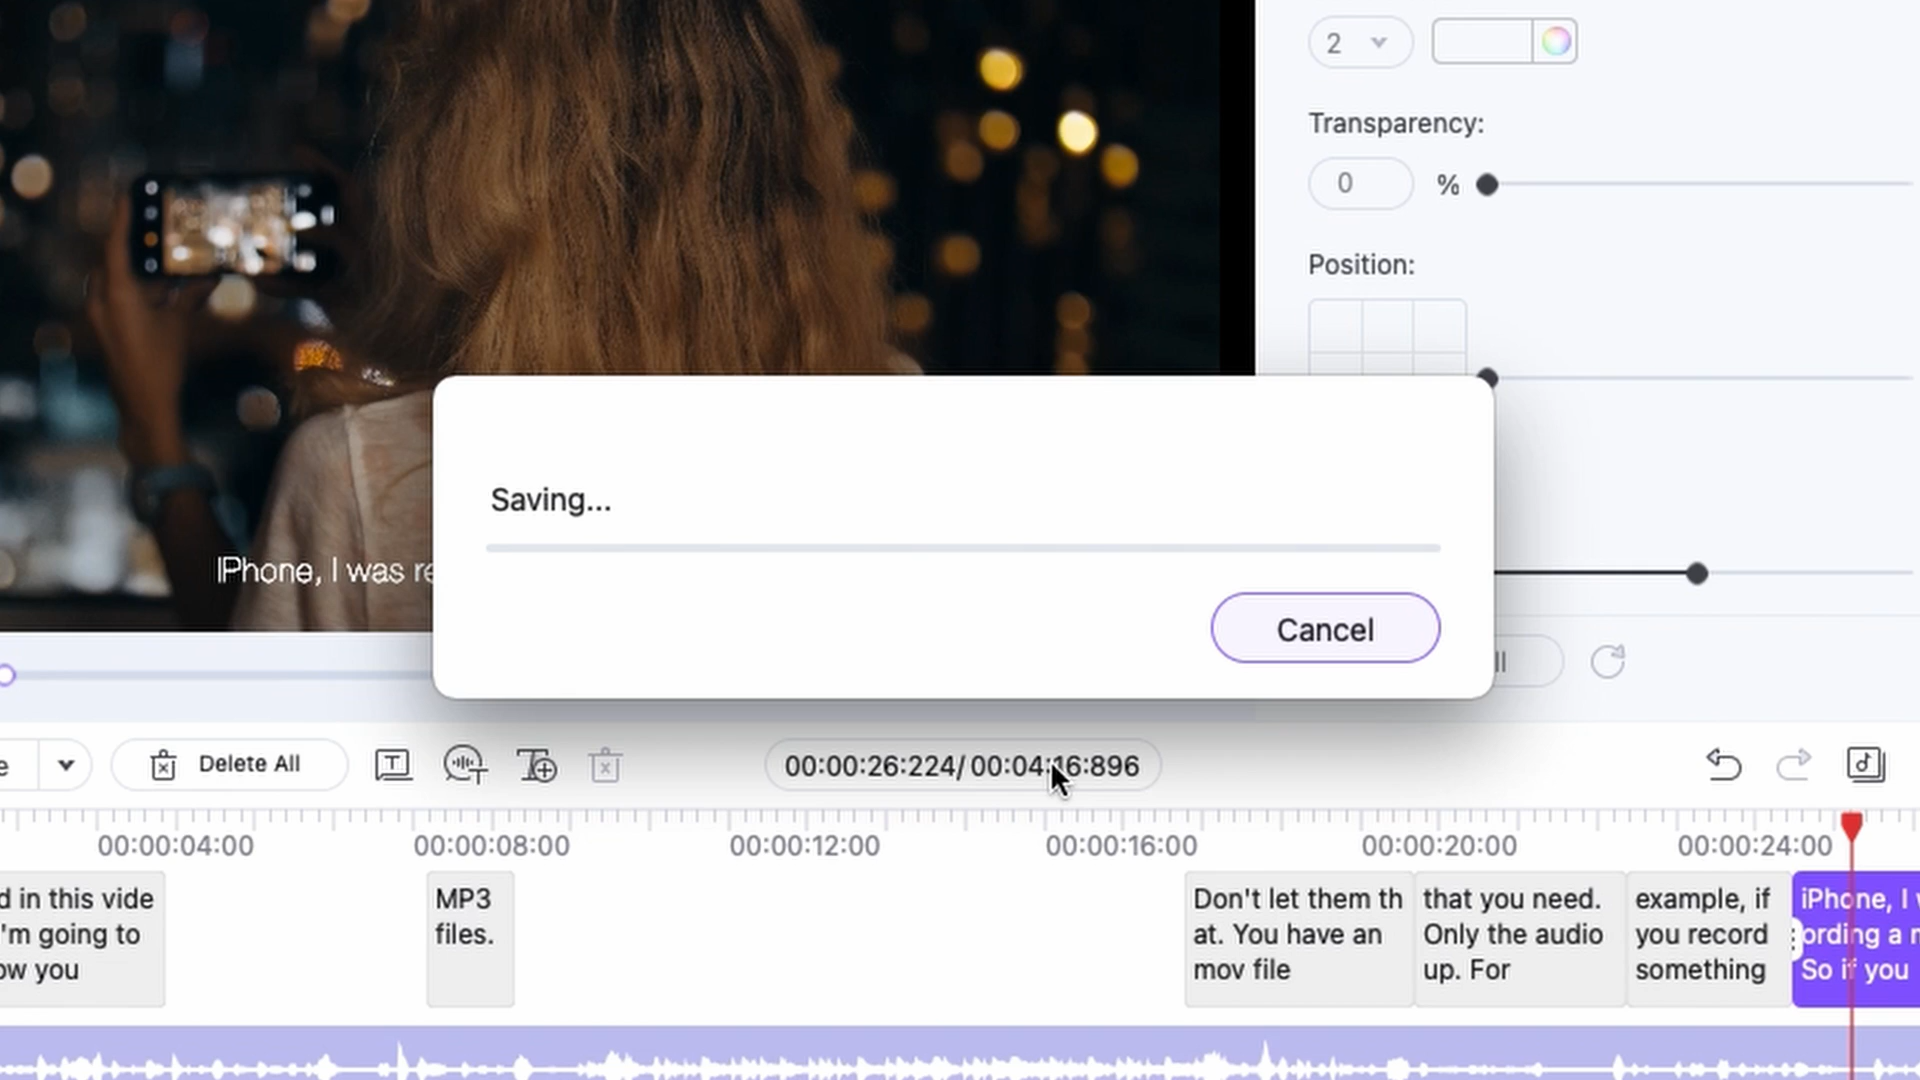 2
Transparency:
0 %
Position:
Saving...
IPhone, I was re
Cancel
ll
e
Delete All
00:00:26:224/ 00:04:16:896
00:00:04:00 00:00:08:00 00:00:12:00 00:00:16:00 00:00:20:00 00:00:24:00
d in this vide
'm going to
ow you
MP3
files.
Don't let them th
at. You have an
mov file
that you need.
Only the audio
up. For
example, if
you record
something
iPhone, I w
ording a m
So if you